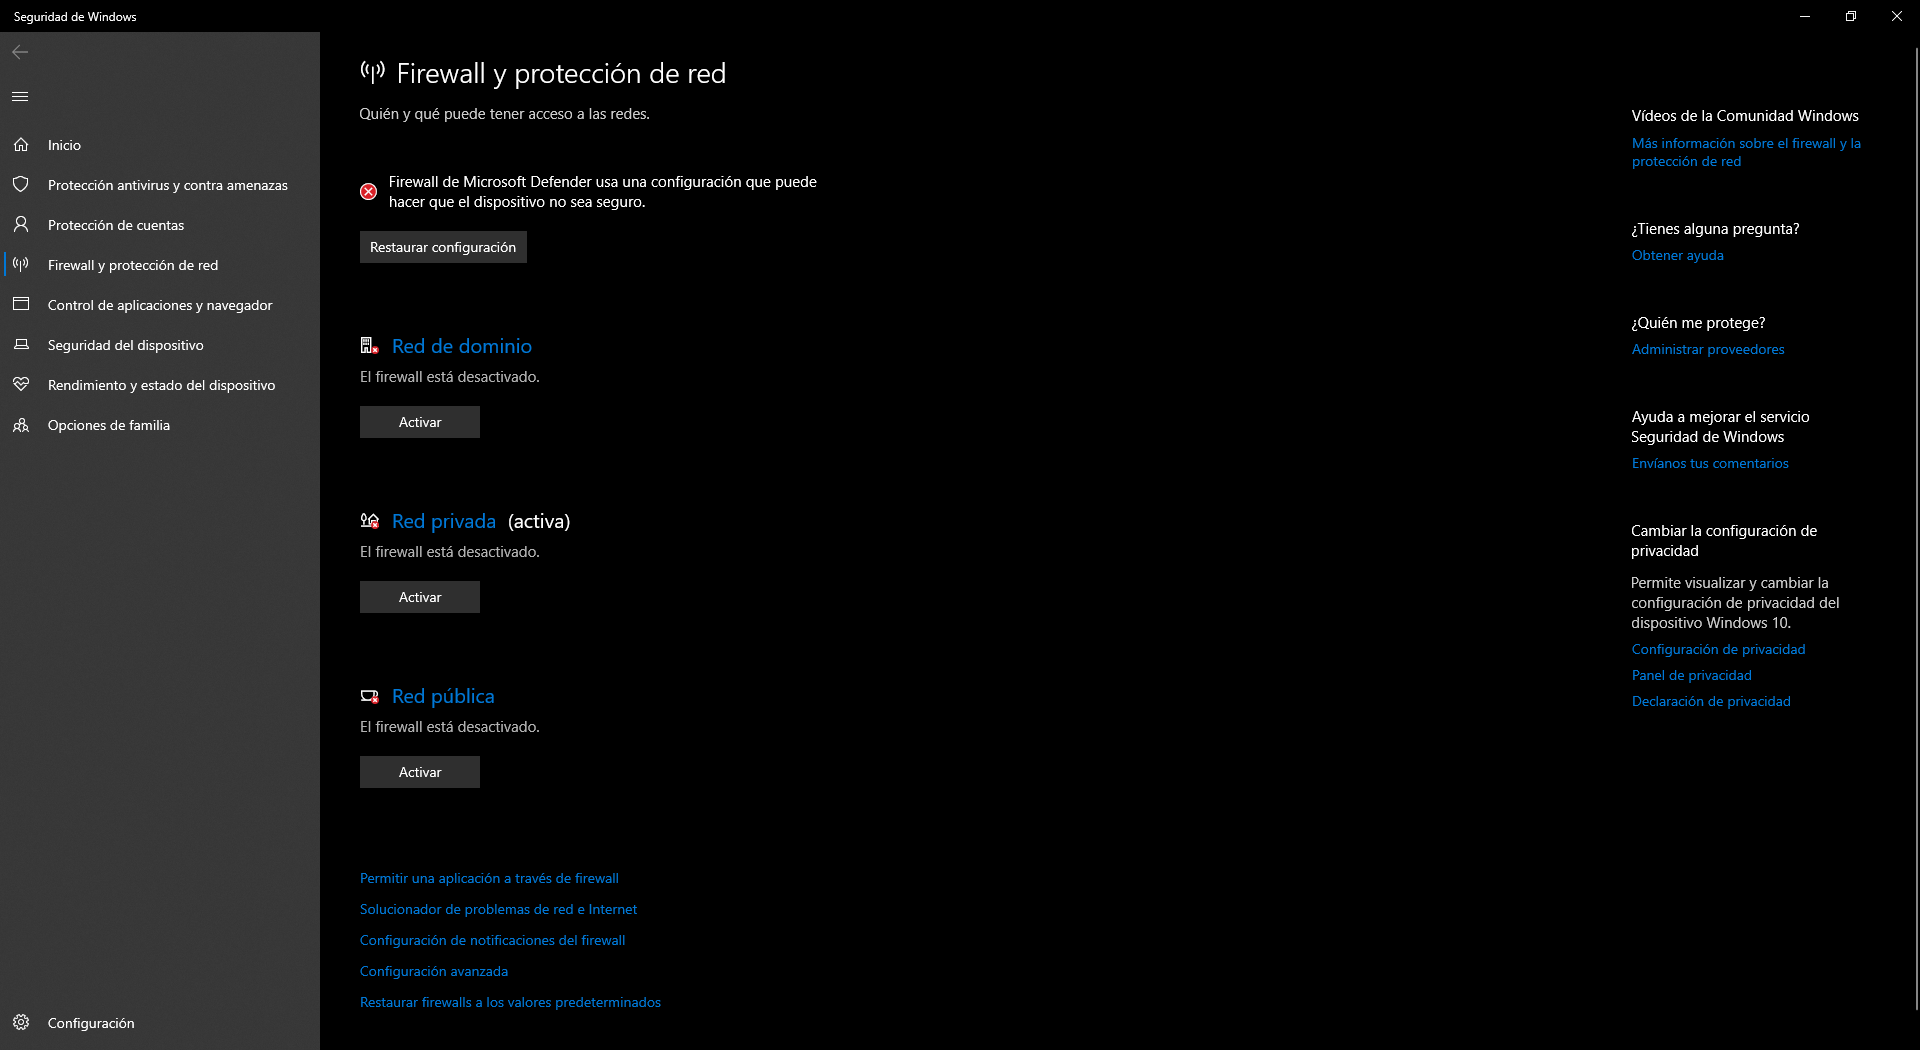 Seguridad de Windows
Inicio
Protección antivirus y contra amenazas
Protección de cuentas
Firewall y protección de red
Control de aplicaciones y navegador
Seguridad del dispositivo
Rendimiento y estado del dispositivo
Opciones de familia
Configuración
Firewall y protección de red
Quién y qué puede tener acceso a las redes.
Firewall de Microsoft Defender usa una configuración que puede
hacer que el dispositivo no sea seguro.
Restaurar configuración
Red de dominio
El firewall está desactivado.
Activar
Red privada (activa)
El firewall está desactivado.
Activar
Red pública
El firewall está desactivado.
Activar
Permitir una aplicación a través de firewall
Solucionador de problemas de red e Internet
Configuración de notificaciones del firewall
Configuración avanzada
Restaurar firewalls a los valores predeterminados
Vídeos de la Comunidad Windows
Más información sobre el firewall y la
protección de red
¿Tienes alguna pregunta?
Obtener ayuda
¿Quién me protege?
Administrar proveedores
Ayuda a mejorar el servicio
Seguridad de Windows
Envíanos tus comentarios
Cambiar la configuración de
privacidad
Permite visualizar y cambiar la
configuración de privacidad del
dispositivo Windows 10.
Configuración de privacidad
Panel de privacidad
Declaración de privacidad